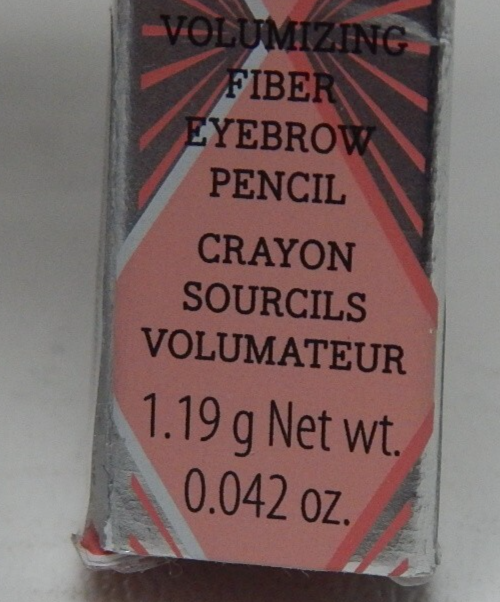 VOLUMIZING
FIBER
EYEBROW
PENCIL
CRAYON
SOURCILS
VOLUMATEUR
1.19 g Net wt.
0.042 oz.